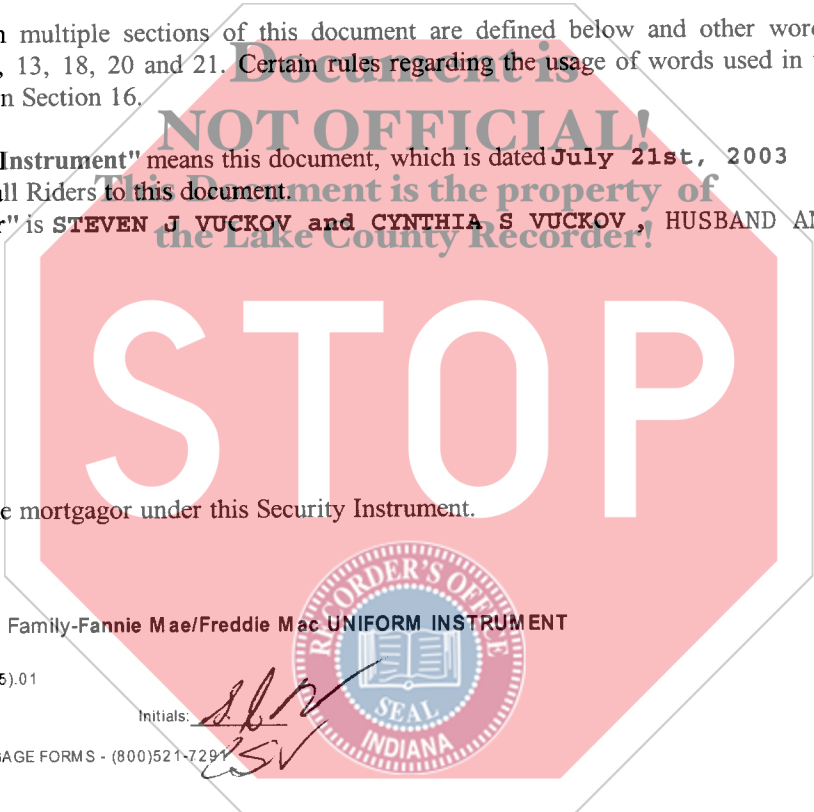 n multiple sections of this document are defined below and other word
, 13, 18, 20 and 21. Certain rules regarding the usage of words used in
Document is
n Section 16.
NOT OFFICIAL!
Instrument" means this document, which is dated July 21st, 2003
ll Riders to this document.
This Document is the property of
r" is STEVEN J VUCKOV and CYNTHIA S VUCKOV , HUSBAND AN
the Lake County Recorder!
STOP
e mortgagor under this Security Instrument.
RECORDER'S OFFICE
Family-Fannie Mae/Freddie Mac UNIFORM INSTRUMENT
5).01
SEAL
Initials: S J V
INDIANA
GAGE FORMS - (800)521-7291
CSV